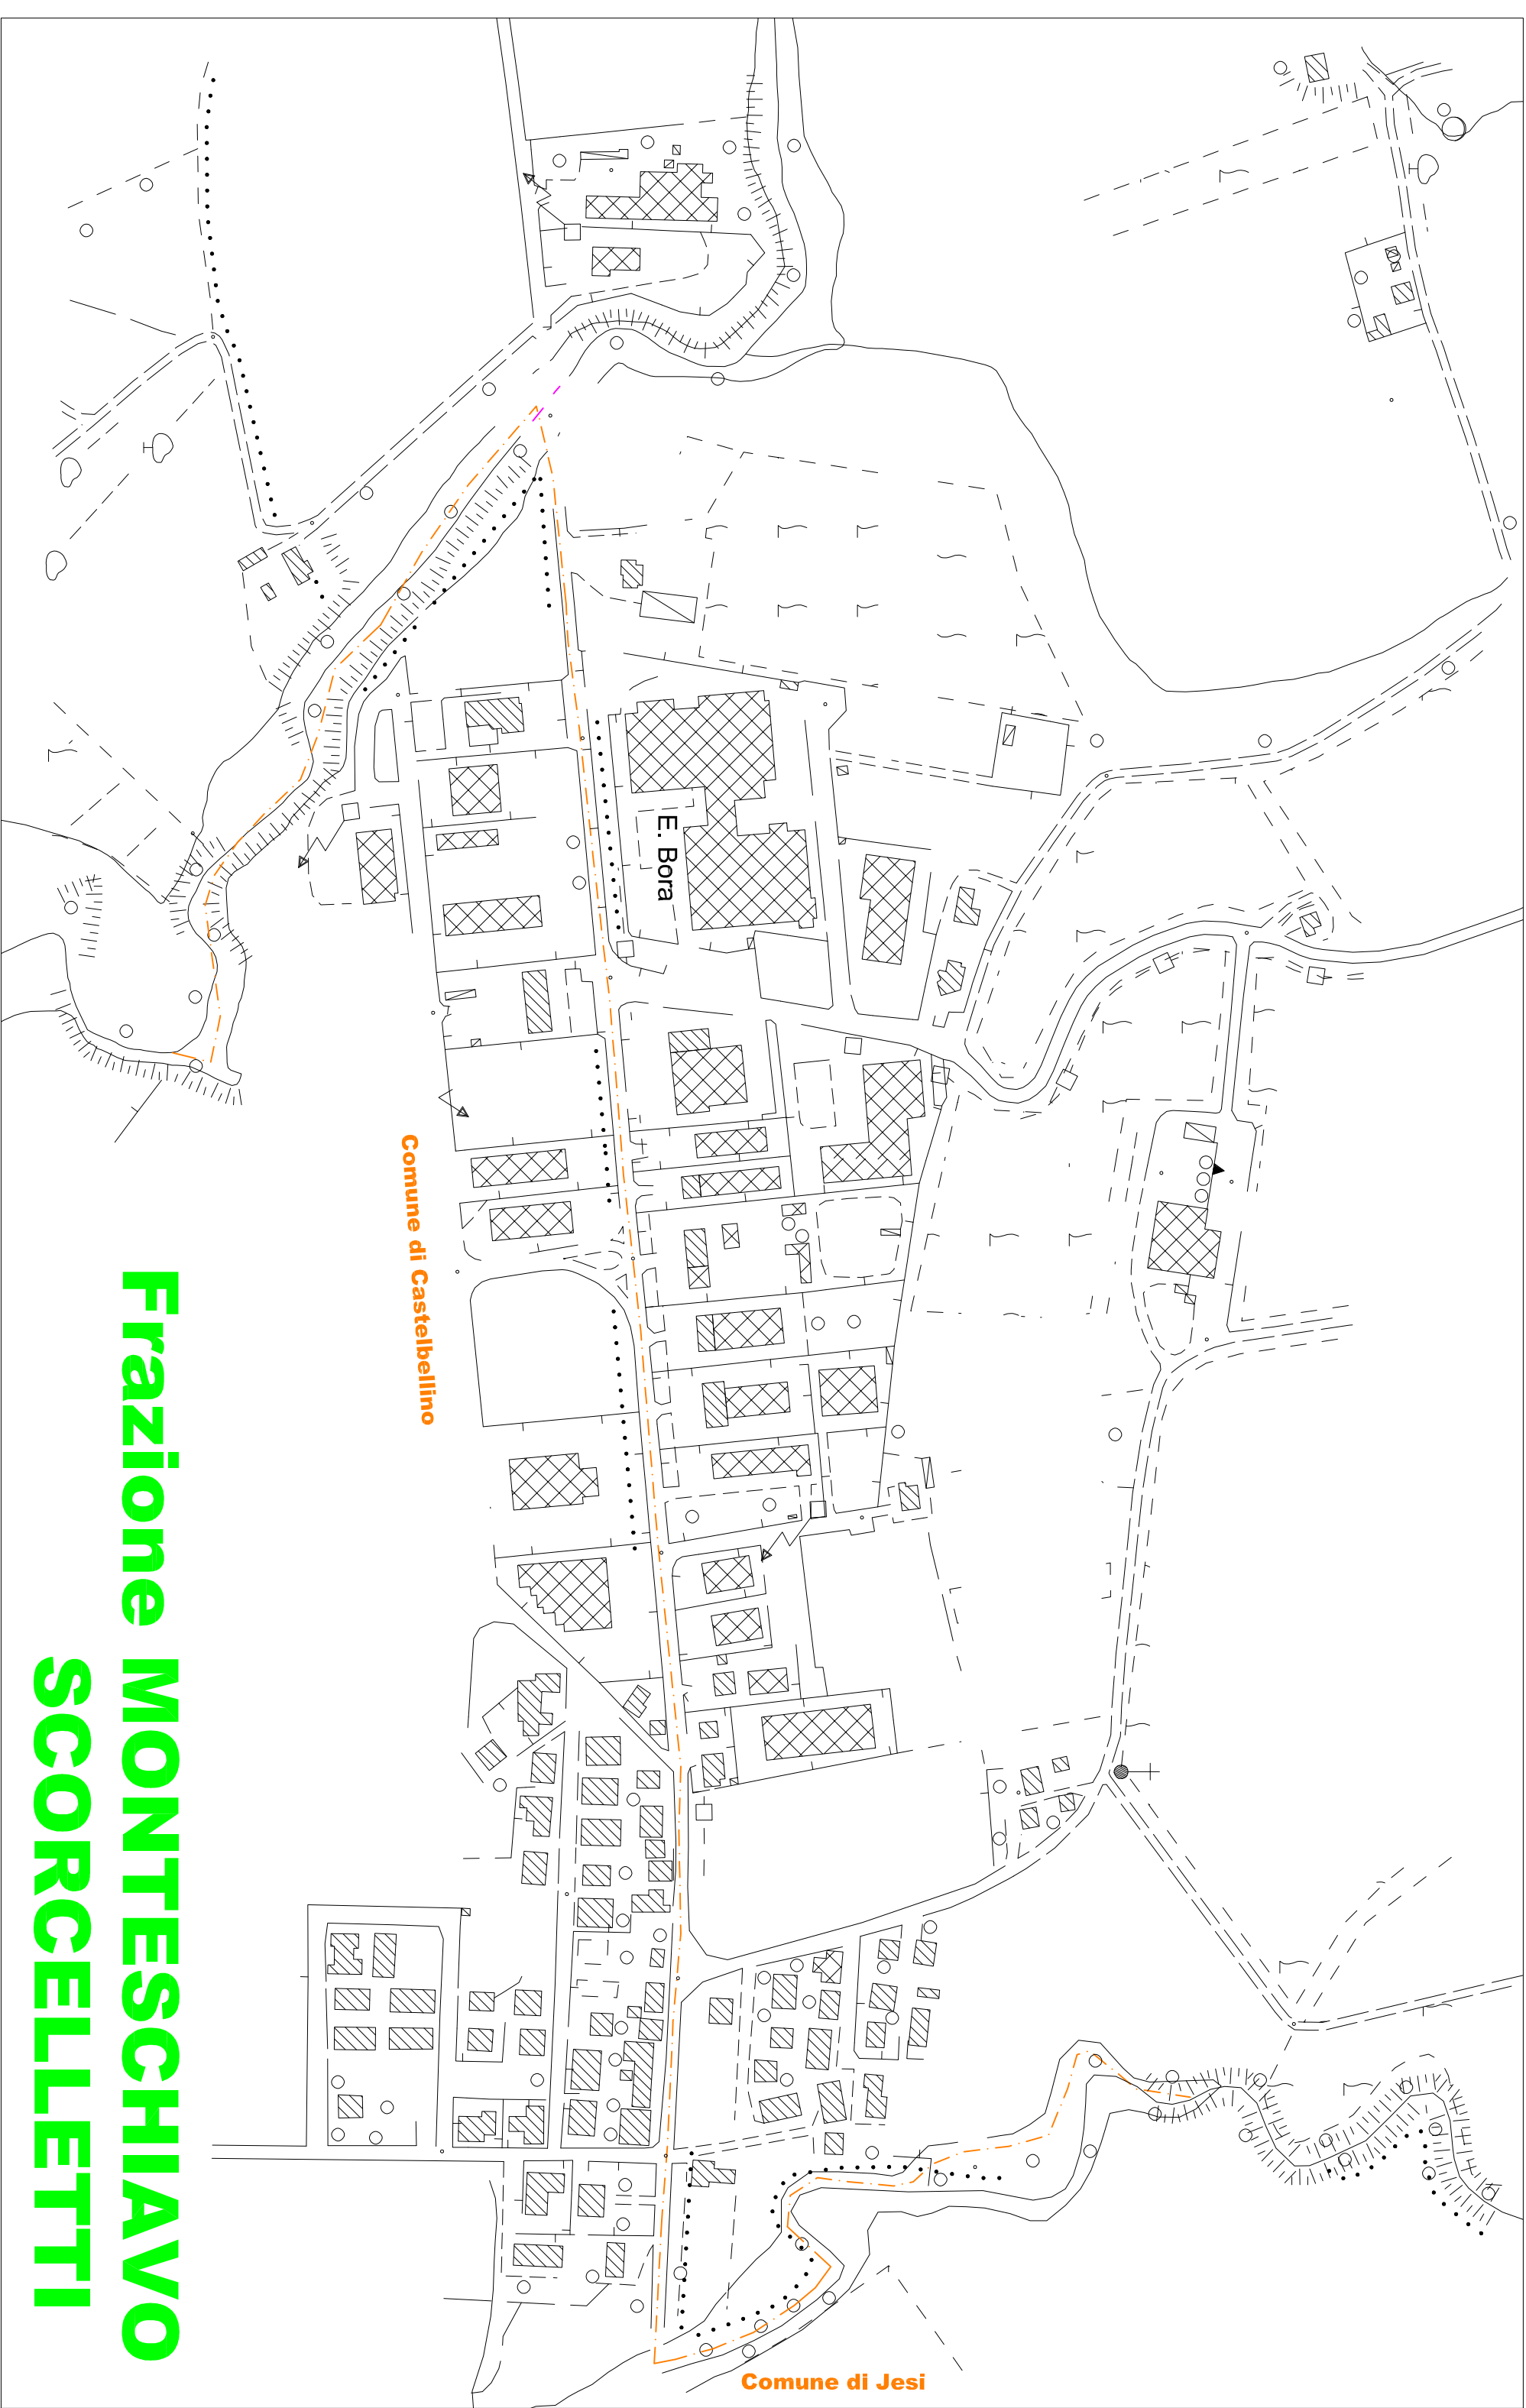 Frazione MONTESCHIAVO
SCORCELLETTI
Comune di Castelbellino
E. Bora
Comune di Jesi